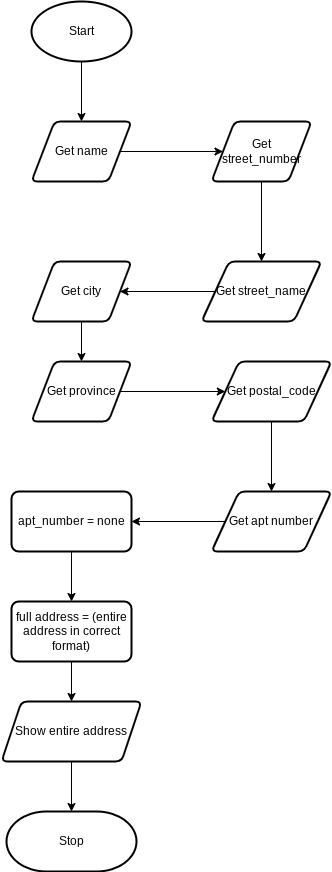 Start
Get name
Get
street_number
Get street_name
Get city
Get province
Get postal_code
Get apt number
apt_number = none
full address = (entire
address in correct
format)
Show entire address
Stop